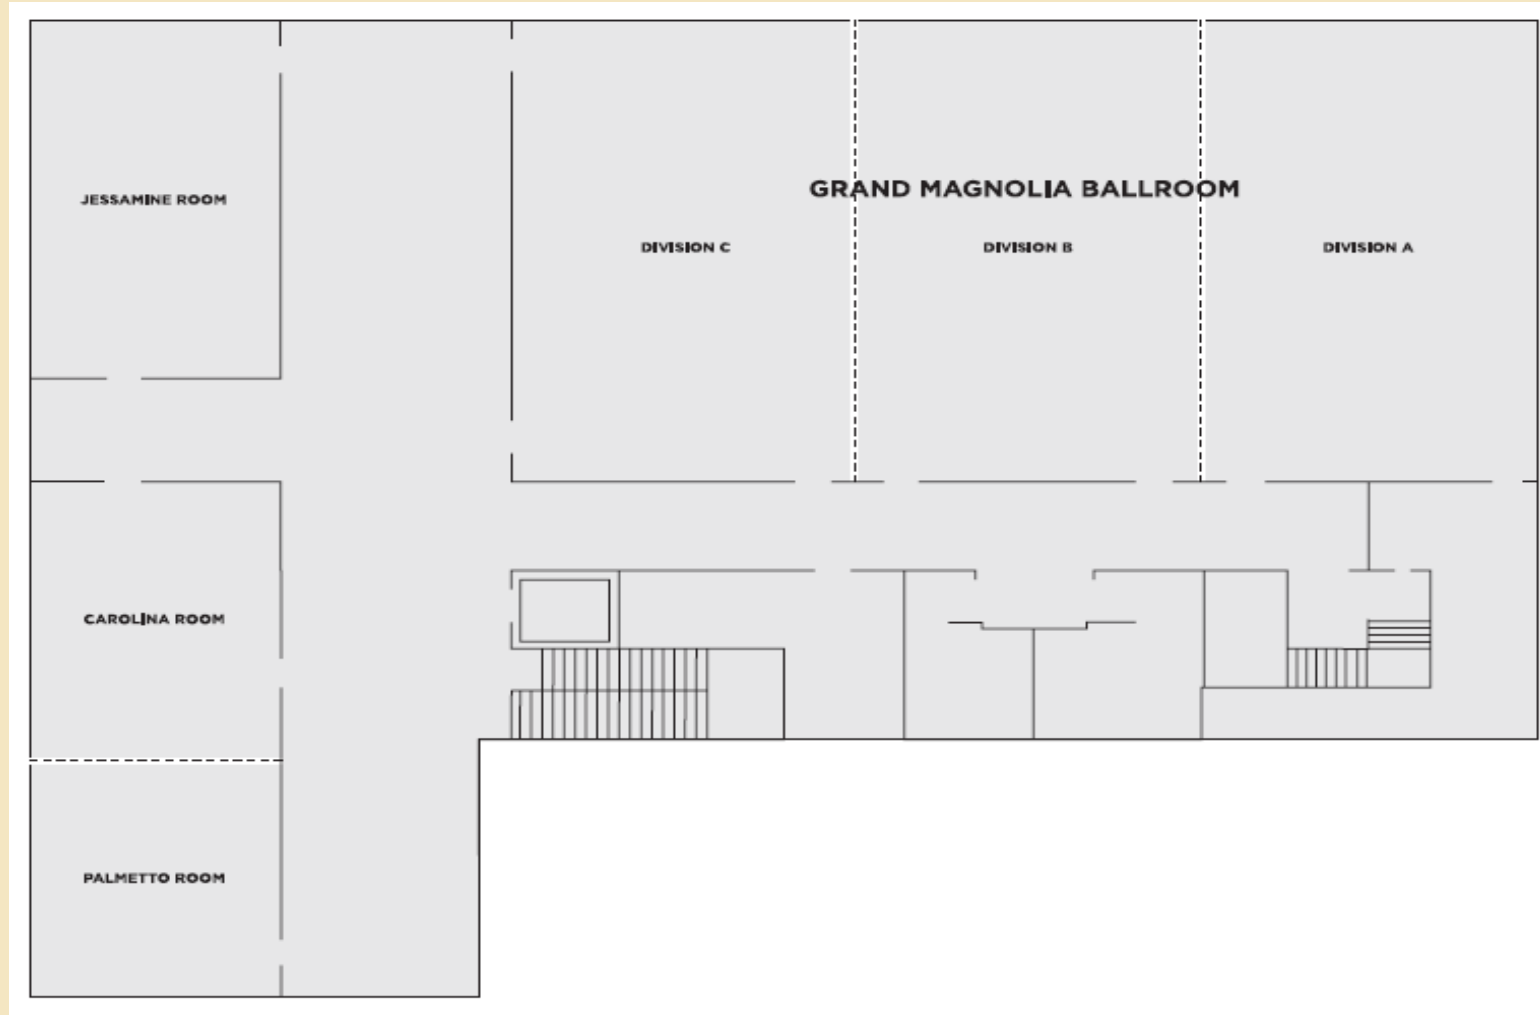 GRAND MAGNOLIA BALLROOM
JESSAMINE ROOM
DIVISION C
DIVISION B
DIVISION A
CAROLINA ROOM
PALMETTO ROOM